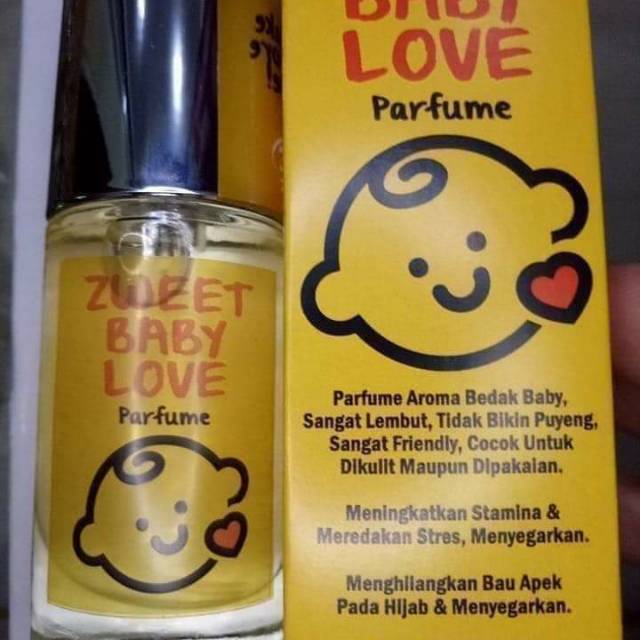 ZWEET
BABY
LOVE
Parfume
BABY
LOVE
Parfume
Parfume Aroma Bedak Baby,
Sangat Lembut, Tidak Bikin Puyeng,
Sangat Friendly, Cocok Untuk
Dikulit Maupun Dipakaian.
Meningkatkan Stamina &
Meredakan Stres, Menyegarkan.
Menghilangkan Bau Apek
Pada Hijab & Menyegarkan.